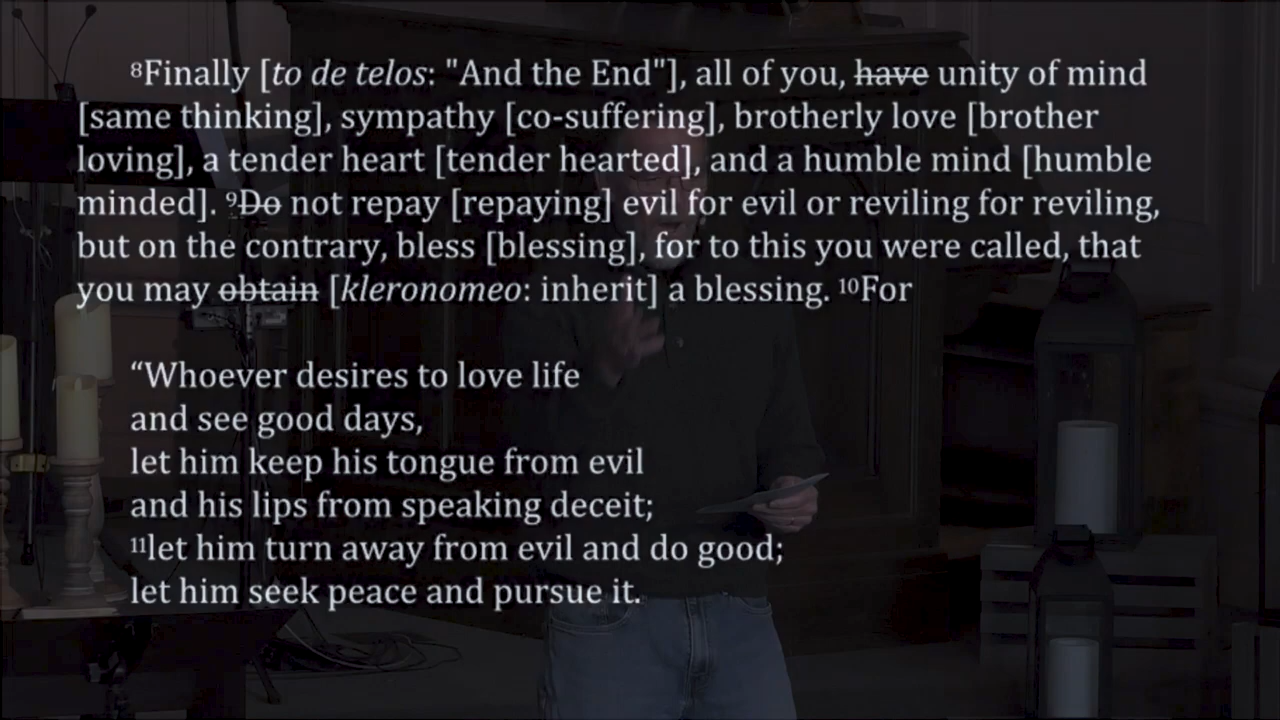 ⁸Finally [to de telos: "And the End"], all of you, have unity of mind
[same thinking], sympathy [co-suffering], brotherly love [brother
loving], a tender heart [tender hearted], and a humble mind [humble
minded]. ⁹Do not repay [repaying] evil for evil or reviling for reviling,
but on the contrary, bless [blessing], for to this you were called, that
you may obtain [kleronomeo: inherit] a blessing. ¹⁰For
“Whoever desires to love life
and see good days,
let him keep his tongue from evil
and his lips from speaking deceit;
¹¹let him turn away from evil and do good;
let him seek peace and pursue it.